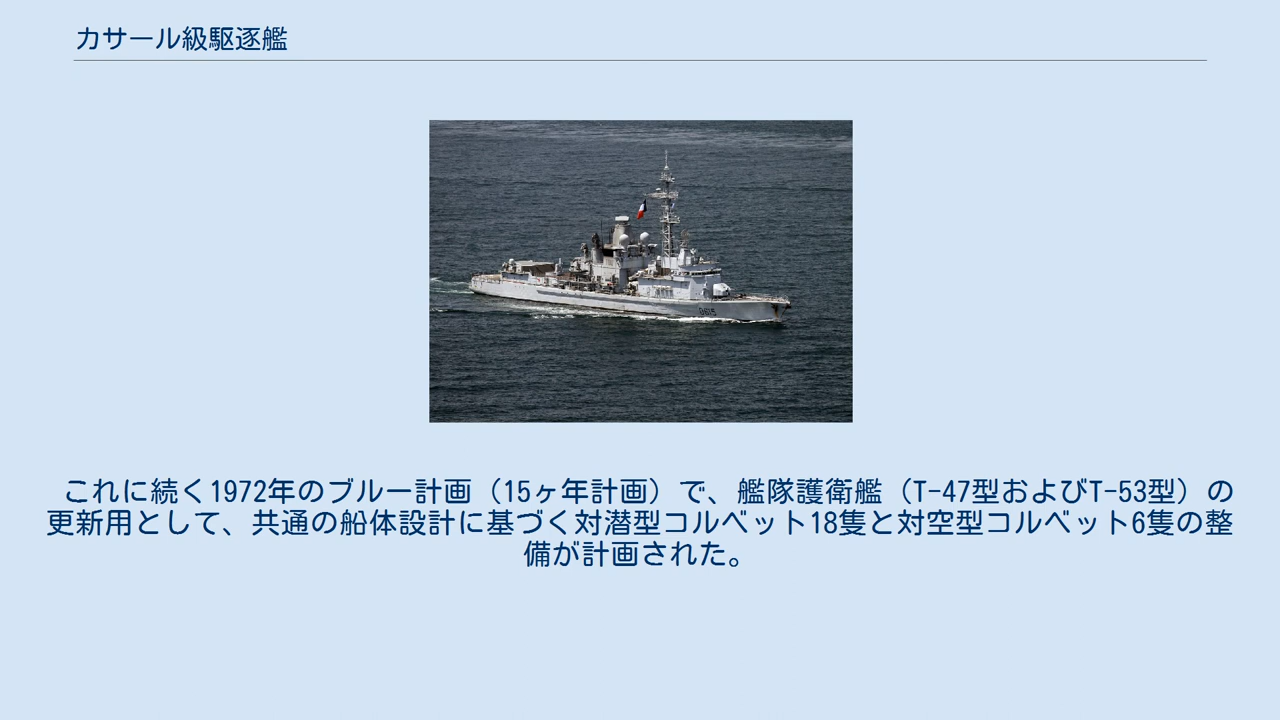 カサール級駆逐艦
D615
これに続く1972年のブルー計画（15ヶ年計画）で、艦隊護衛艦（T-47型およびT-53型）の
更新用として、共通の船体設計に基づく対潜型コルベット18隻と対空型コルベット6隻の整
備が計画された。